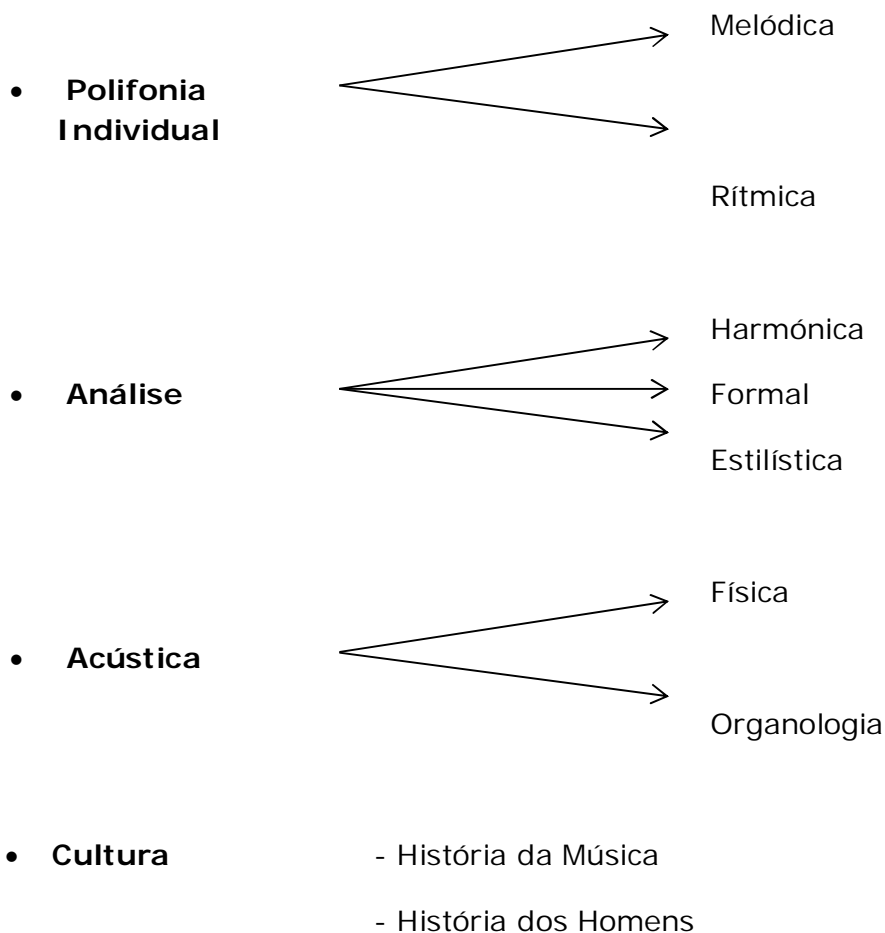 Melódica
• Polifonia
Individual
Rítmica
Harmónica
• Análise
Formal
Estilística
Física
• Acústica
Organologia
• Cultura - História da Música
- História dos Homens